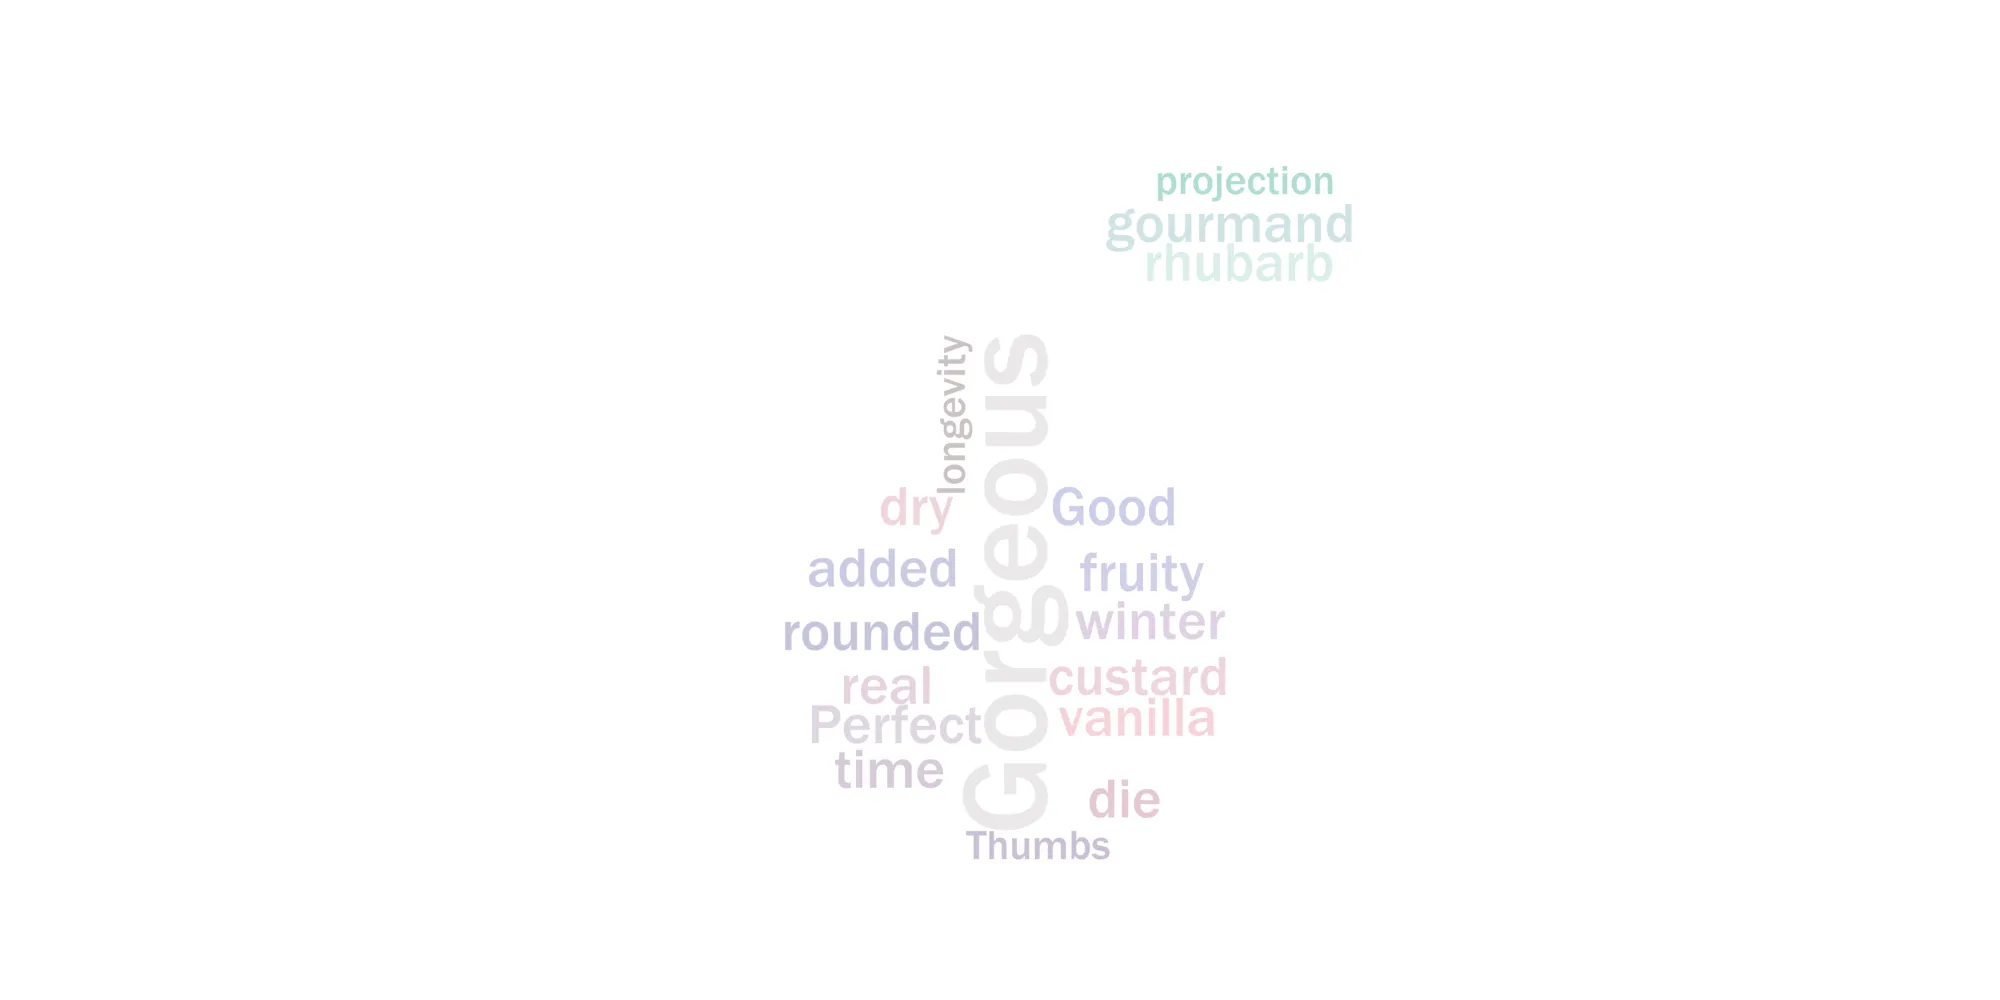 projection
gourmand
rhubarb
longevity
Gorgeous
dry
Good
added
fruity
winter
rounded
custard
real
vanilla
Perfect
time
die
Thumbs